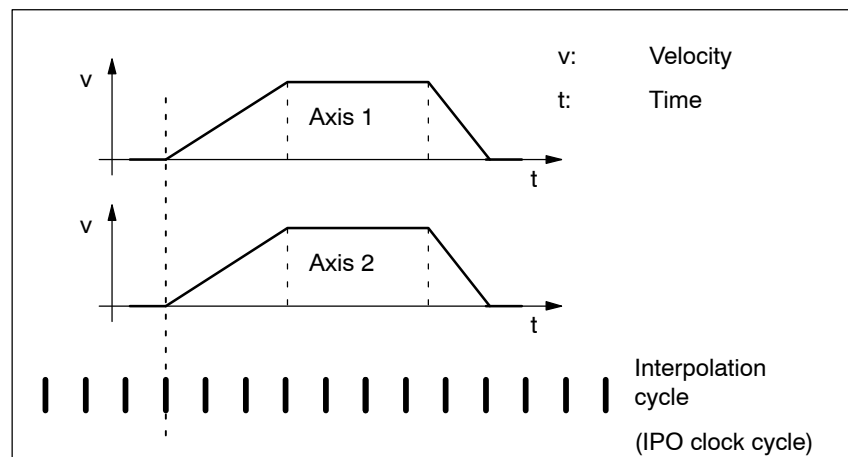 v
Axis 1
t
v: Velocity
t: Time
v
Axis 2
t
Interpolation
cycle
(IPO clock cycle)